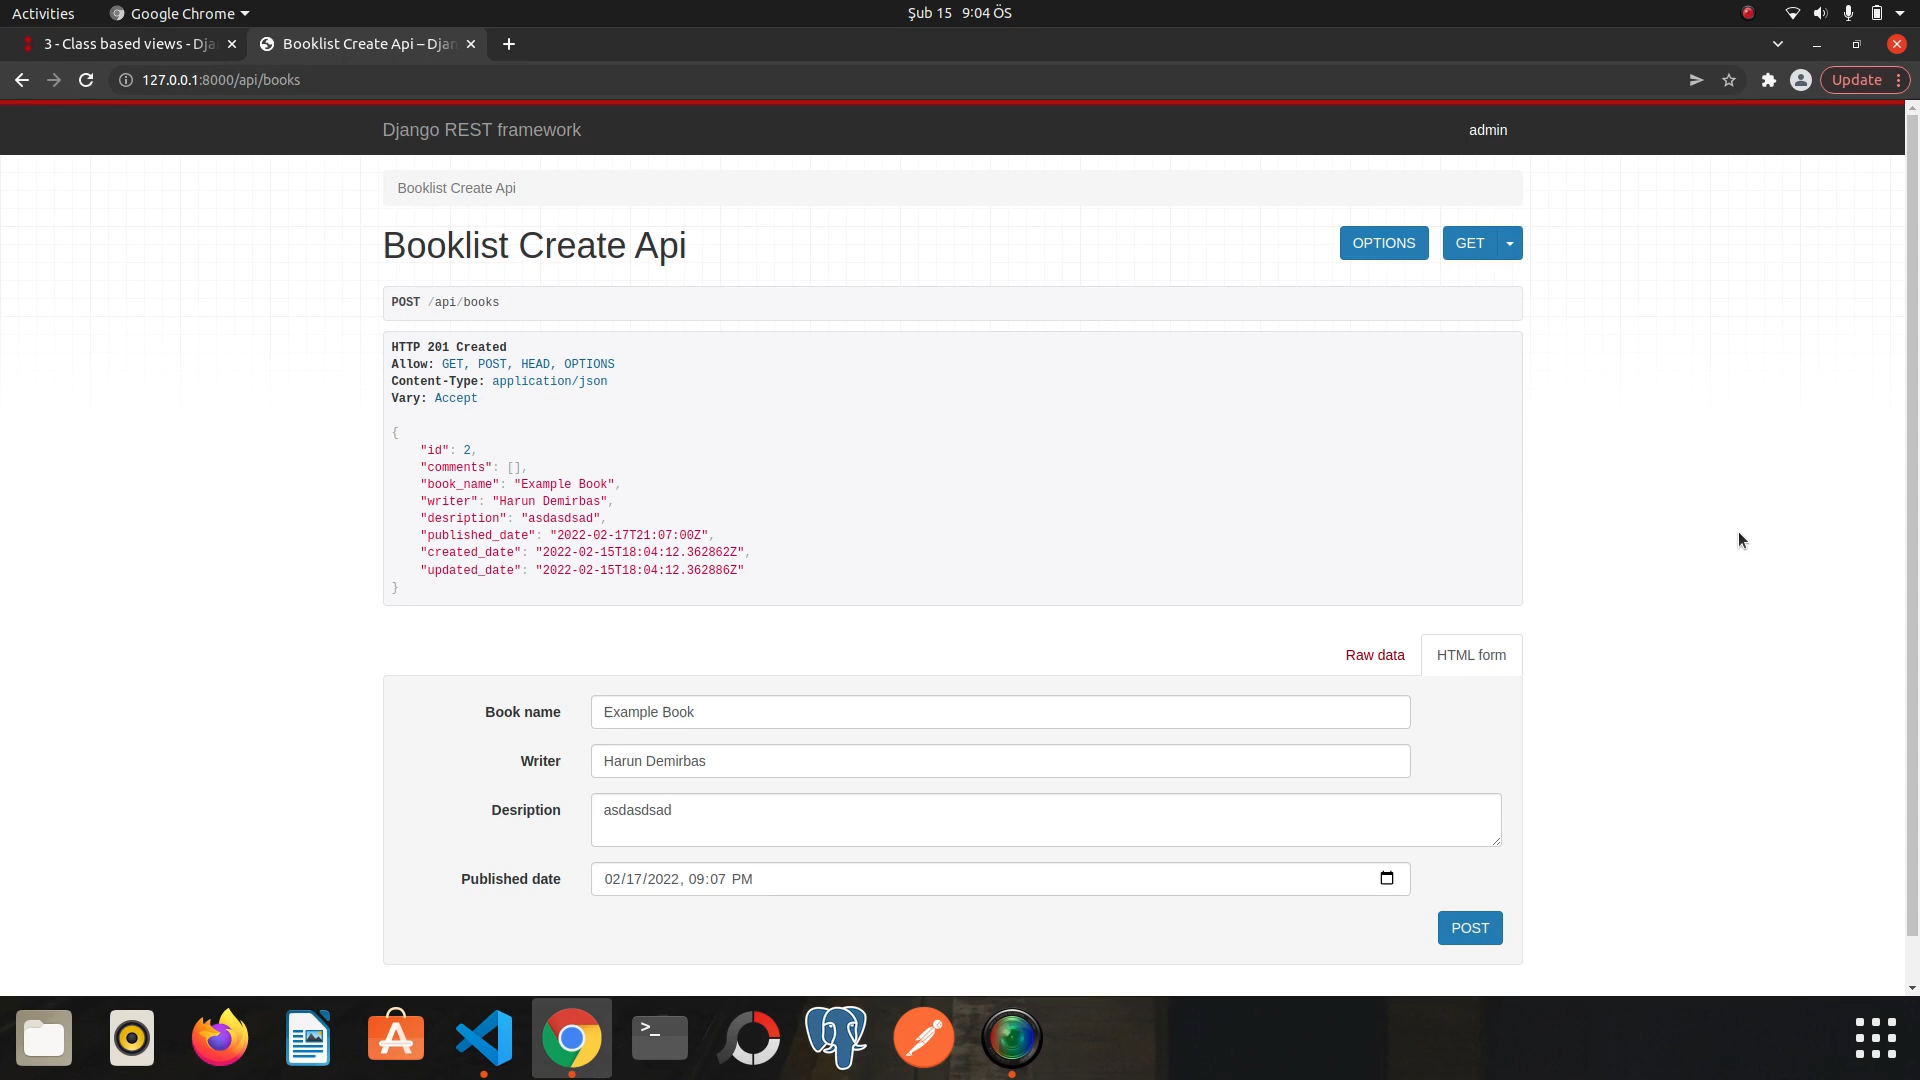 Activities
Google Chrome
Şub 15 9:04 ÖS
3 - Class based views - Dja
Booklist Create Api – Djan
127.0.0.1:8000/api/books
Update
Django REST framework
admin
Booklist Create Api
Booklist Create Api
OPTIONS
GET
POST /api/books
HTTP 201 Created
Allow: GET, POST, HEAD, OPTIONS
Content-Type: application/json
Vary: Accept
{
"id": 2,
"comments": [],
"book_name": "Example Book",
"writer": "Harun Demirbas",
"desription": "asdasdsad",
"published_date": "2022-02-17T21:07:00Z",
"created_date": "2022-02-15T18:04:12.362862Z",
"updated_date": "2022-02-15T18:04:12.362886Z"
}
Raw data
HTML form
Book name
Example Book
Writer
Harun Demirbas
Desription
asdasdsad
Published date
02/17/2022, 09:07 PM
POST